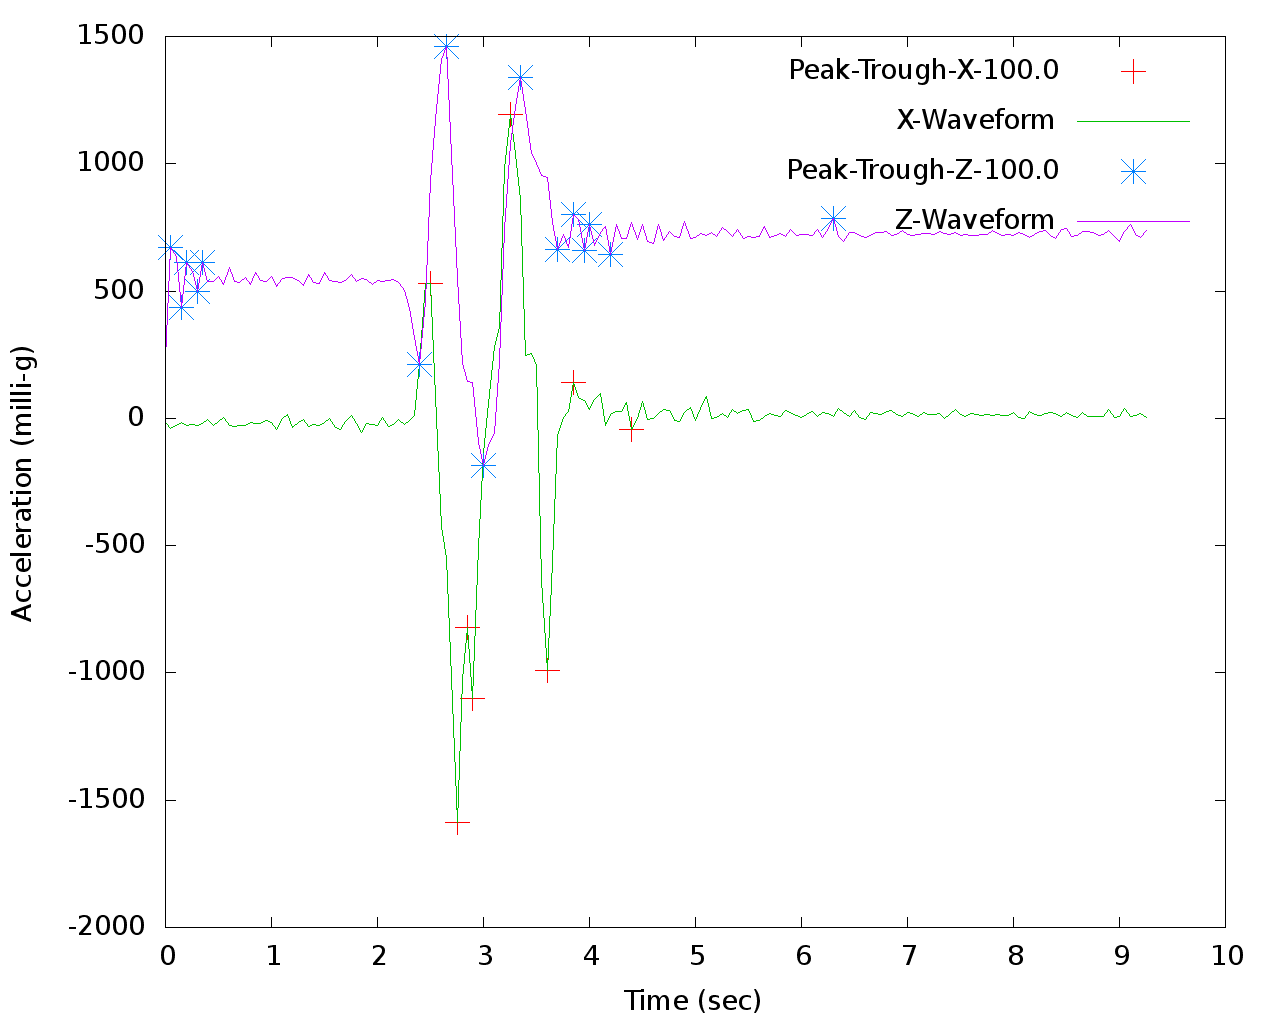 1500
1000
500
0
-500
-1000
-1500
-2000
0 1 2 3 4 5 6 7 8 9 10
Acceleration (milli-g)
Time (sec)
Peak-Trough-X-100.0
X-Waveform
Peak-Trough-Z-100.0
Z-Waveform